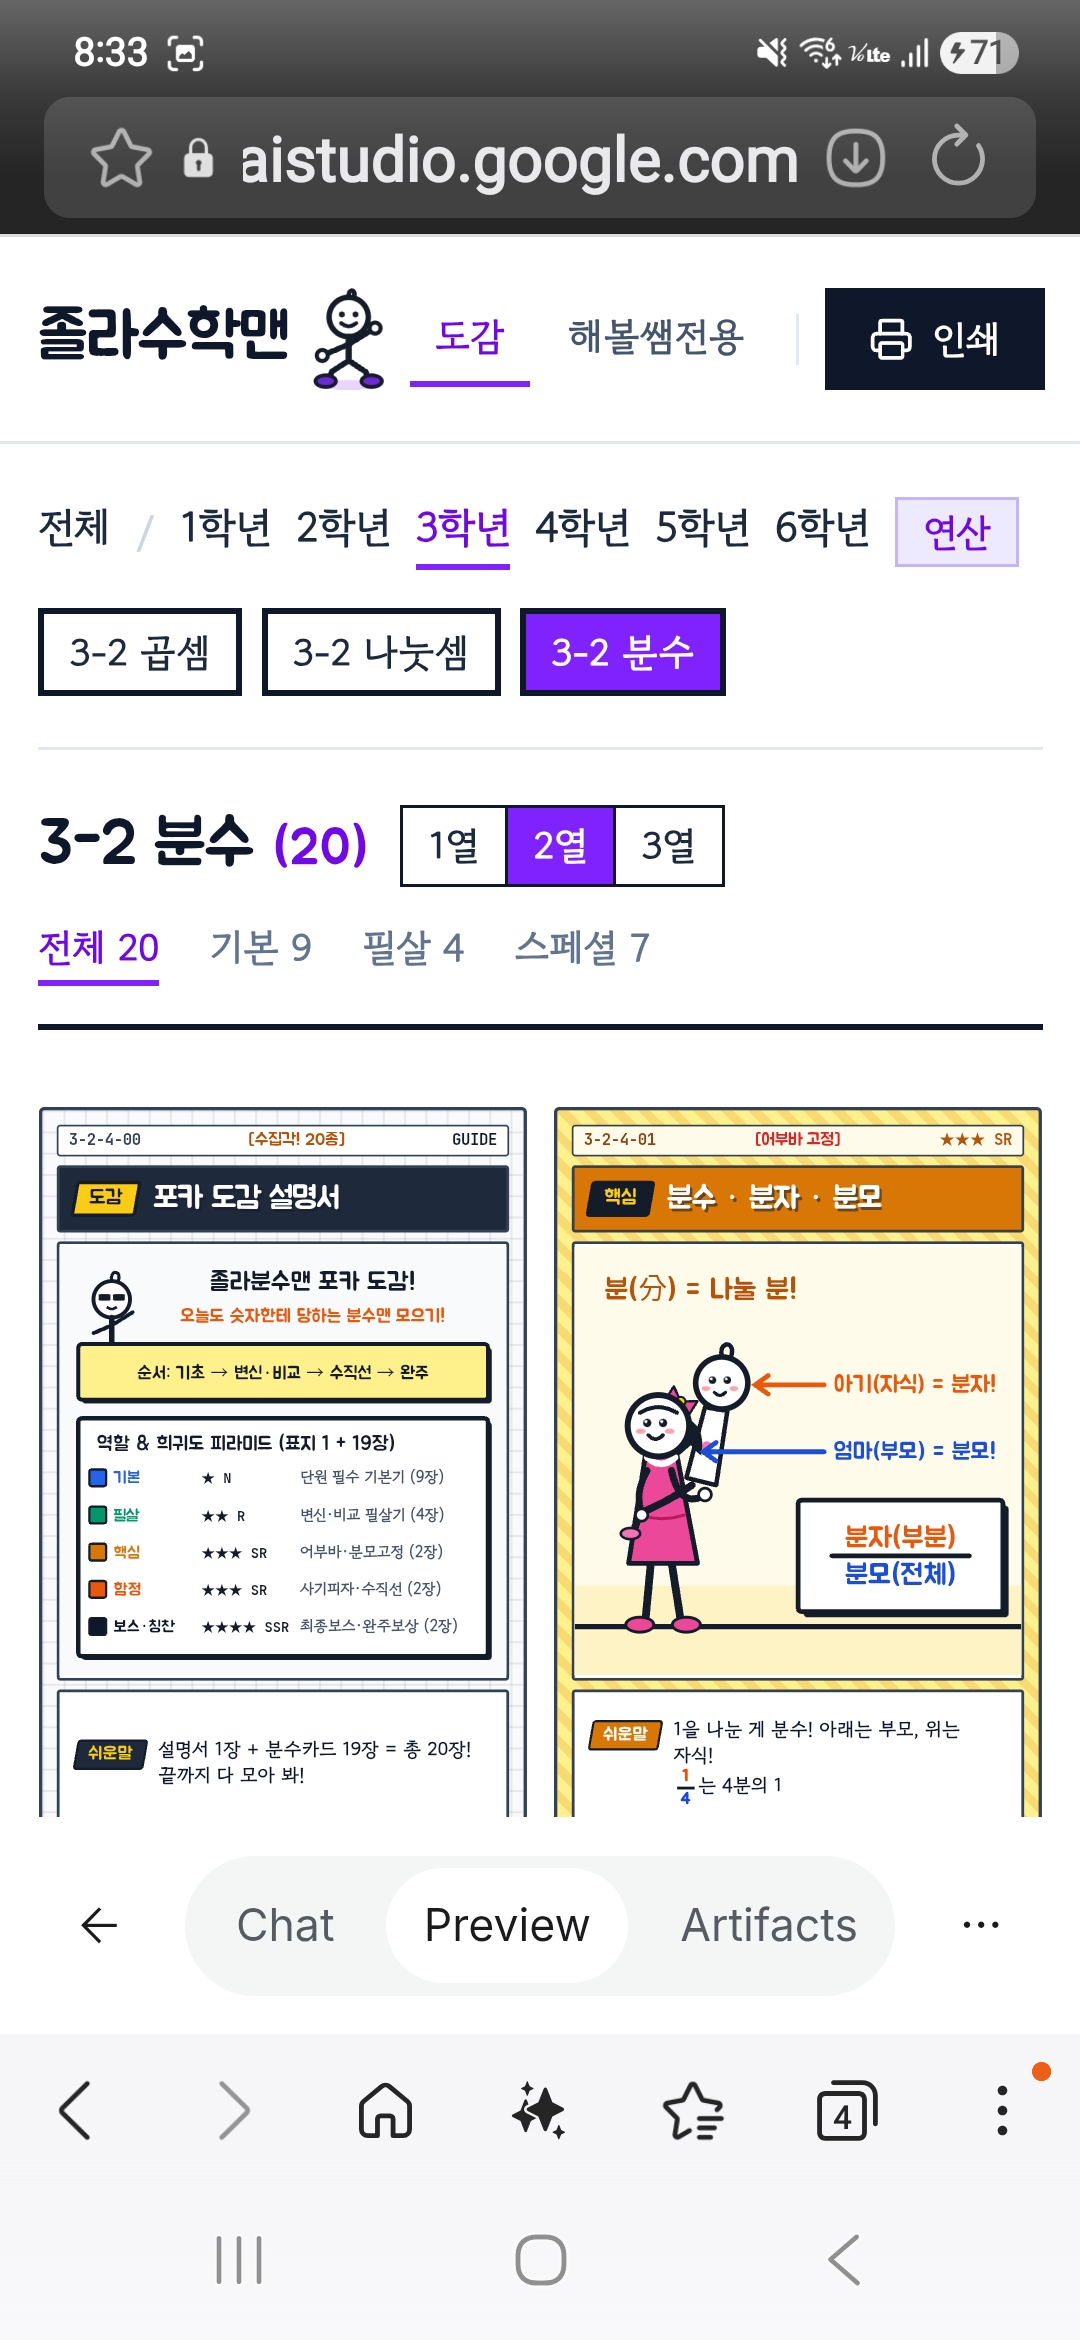 8:33
VoLte
71
aistudio.google.com
졸라수학맨
도감 해볼쌤전용 인쇄
전체 / 1학년 2학년 3학년 4학년 5학년 6학년 연산
3-2 곱셈 3-2 나눗셈 3-2 분수
3-2 분수 (20) 1열 2열 3열
전체 20 기본 9 필살 4 스페셜 7
3-2-4-00 [수집각! 20종] GUIDE
도감 포카 도감 설명서
졸라분수맨 포카 도감!
오늘도 숫자한테 당하는 분수맨 모으기!
순서: 기초 → 변신·비교 → 수직선 → 완주
역할 & 희귀도 피라미드 (표지 1 + 19장)
기본 ★ N 단원 필수 기본기 (9장)
필살 ★★ R 변신·비교 필살기 (4장)
핵심 ★★★ SR 어부바·분모고정 (2장)
함정 ★★★ SR 사기피자·수직선 (2장)
보스·칭찬 ★★★★ SSR 최종보스·완주보상 (2장)
쉬운말 설명서 1장 + 분수카드 19장 = 총 20장!
끝까지 다 모아 봐!
3-2-4-01 [어부바 고정] ★★★ SR
핵심 분수 · 분자 · 분모
분(分) = 나눌 분!
아기(자식) = 분자!
엄마(부모) = 분모!
분자(부분)
분모(전체)
쉬운말 1을 나눈 게 분수! 아래는 부모, 위는
자식!
1/4는 4분의 1
Chat Preview Artifacts
4